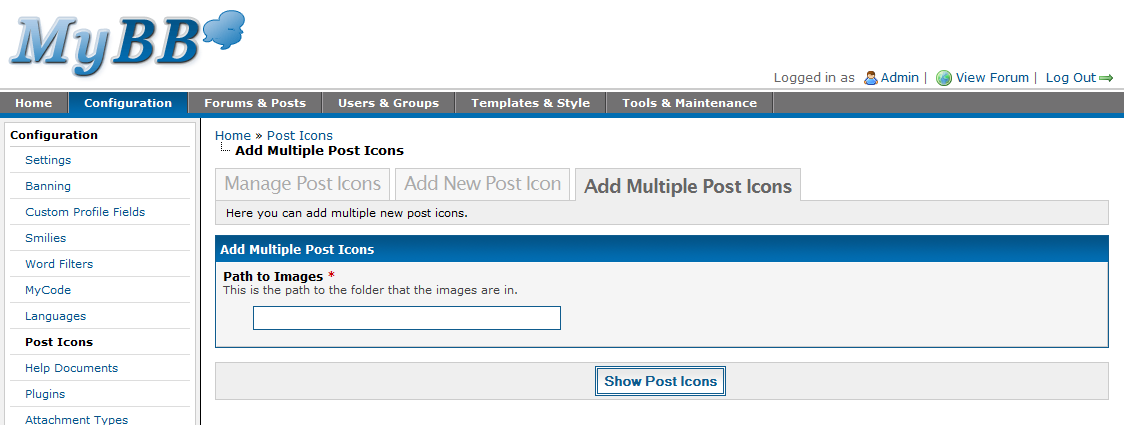 MyBB
Logged in as Admin | View Forum | Log Out
Home Configuration Forums & Posts Users & Groups Templates & Style Tools & Maintenance
Configuration
Settings
Banning
Custom Profile Fields
Smilies
Word Filters
MyCode
Languages
Post Icons
Help Documents
Plugins
Attachment Types
Home » Post Icons
Add Multiple Post Icons
Manage Post Icons Add New Post Icon Add Multiple Post Icons
Here you can add multiple new post icons.
Add Multiple Post Icons
Path to Images *
This is the path to the folder that the images are in.
Show Post Icons